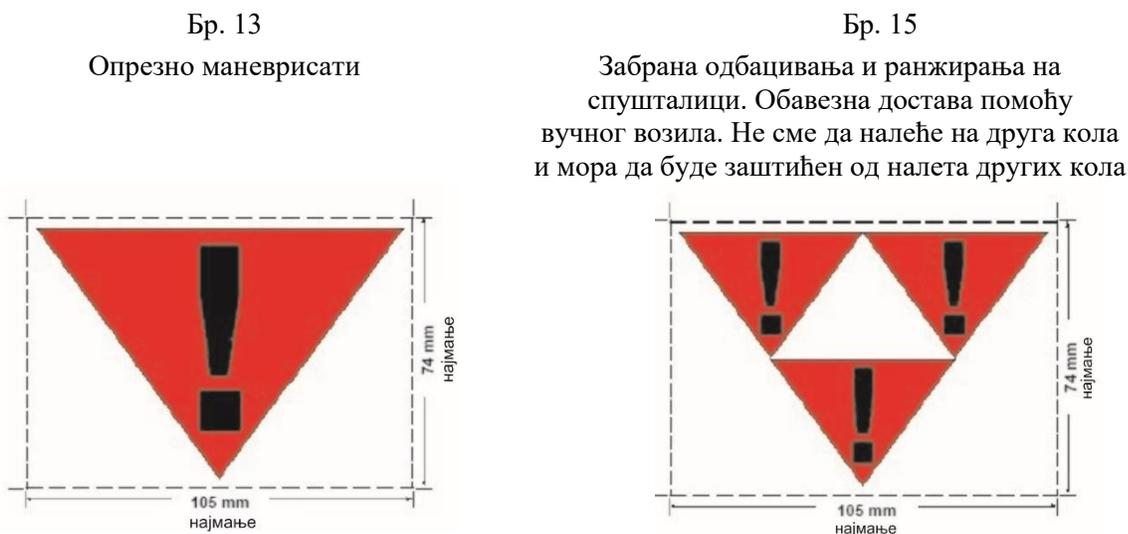 Бр. 13
Опрезно маневрисати
74 mm
најмање
105 mm
најмање
Бр. 15
Забрана одбацивања и ранжирања на
спушталици. Обавезна достава помоћу
вучног возила. Не сме да налеће на друга кола
и мора да буде заштићен од налета других кола
74 mm
најмање
105 mm
најмање